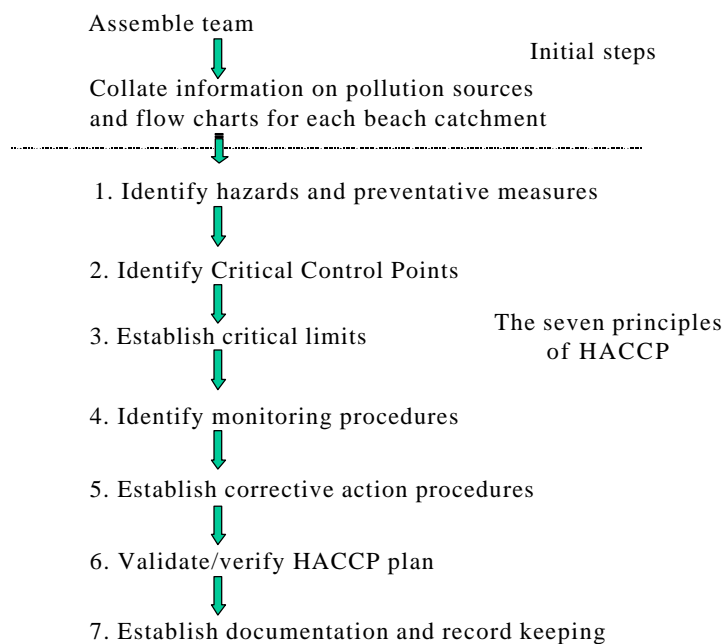 Assemble team
Initial steps
Collate information on pollution sources
and flow charts for each beach catchment
1. Identify hazards and preventative measures
2. Identify Critical Control Points
3. Establish critical limits
The seven principles
of HACCP
4. Identify monitoring procedures
5. Establish corrective action procedures
6. Validate/verify HACCP plan
7. Establish documentation and record keeping